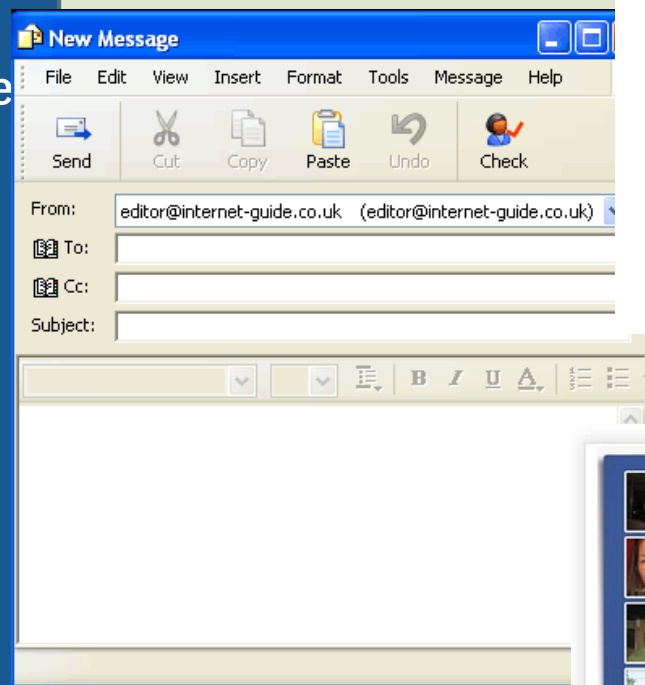 New Message
e
File Edit View Insert Format Tools Message Help
Send Cut Copy Paste Undo Check
From: editor@internet-guide.co.uk (editor@internet-guide.co.uk)
To:
Cc:
Subject:
B I U A